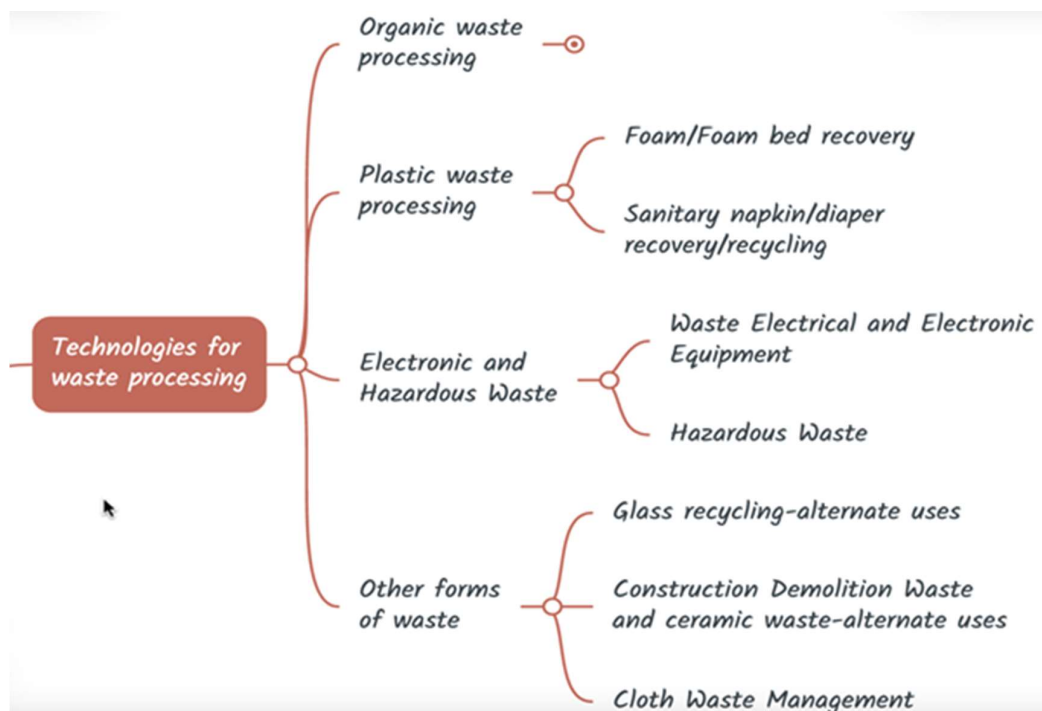 Organic waste
processing
Foam/Foam bed recovery
Plastic waste
processing
Sanitary napkin/diaper
recovery/recycling
Waste Electrical and Electronic
Equipment
Technologies for
waste processing
Electronic and
Hazardous Waste
Hazardous Waste
Glass recycling-alternate uses
Other forms
of waste
Construction Demolition Waste
and ceramic waste-alternate uses
Cloth Waste Management